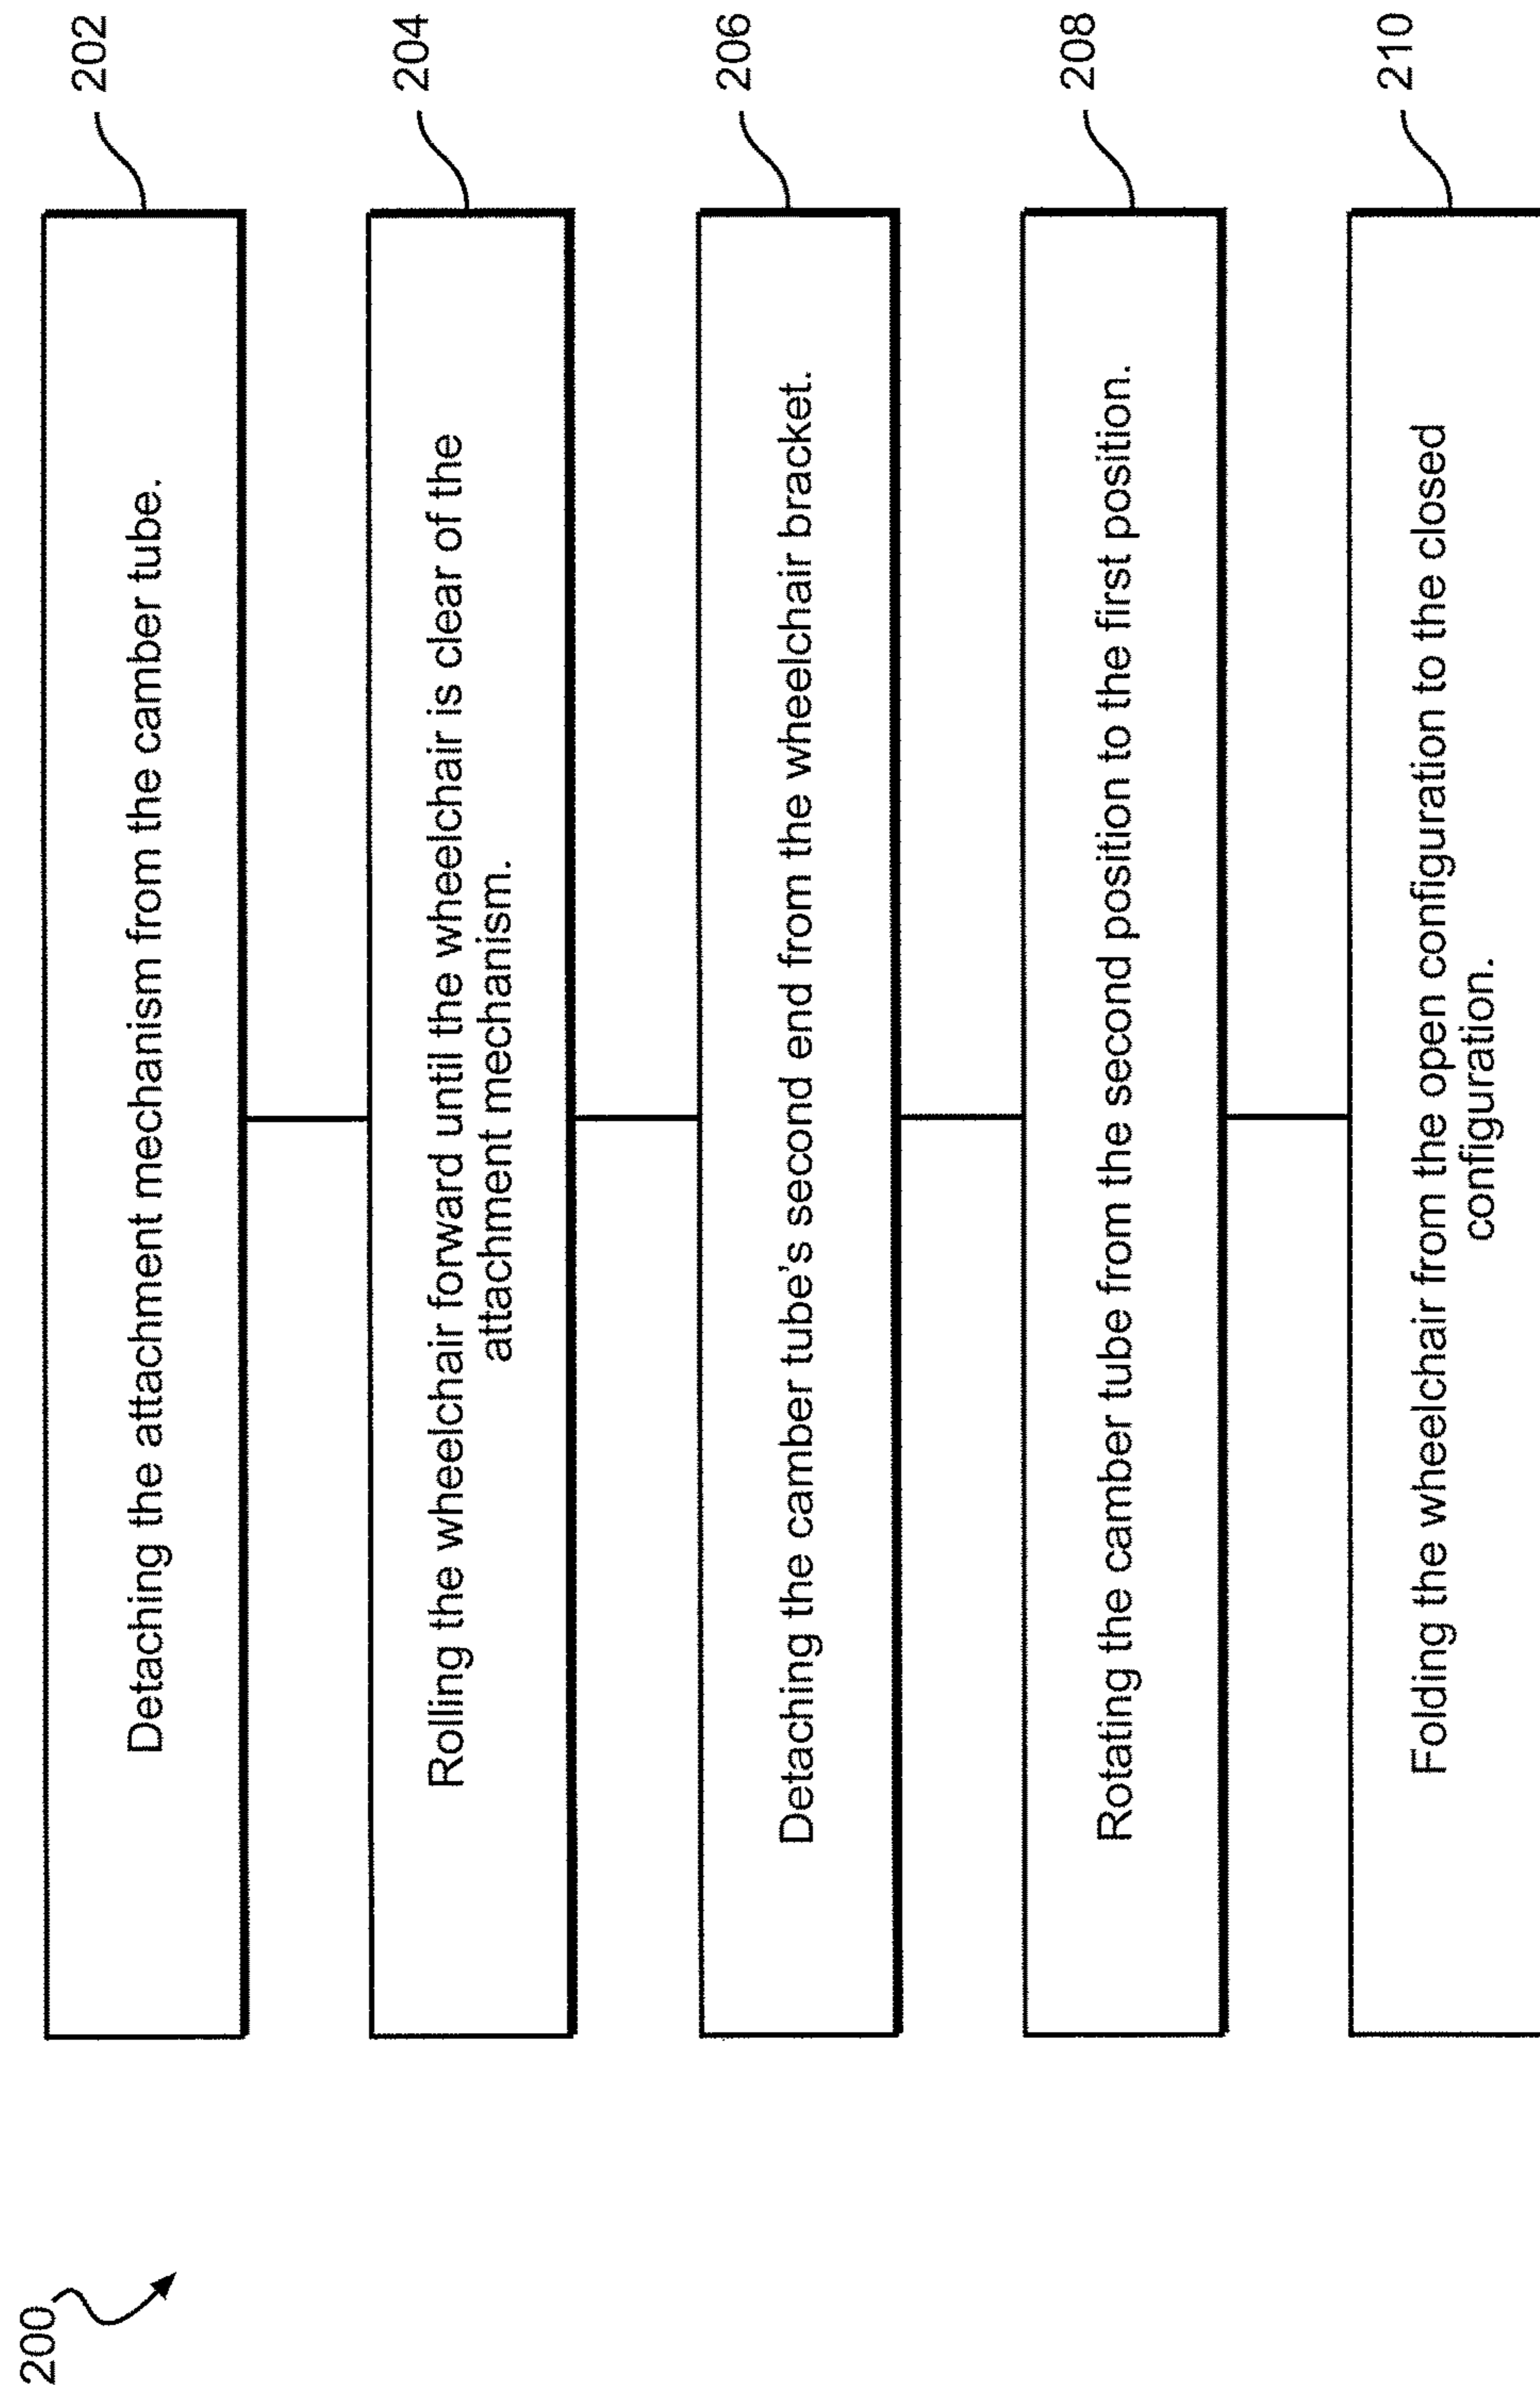 200
Detaching the attachment mechanism from the camber tube.
202
Rolling the wheelchair forward until the wheelchair is clear of the
attachment mechanism.
204
Detaching the camber tube's second end from the wheelchair bracket.
206
Rotating the camber tube from the second position to the first position.
208
Folding the wheelchair from the open configuration to the closed
configuration.
210